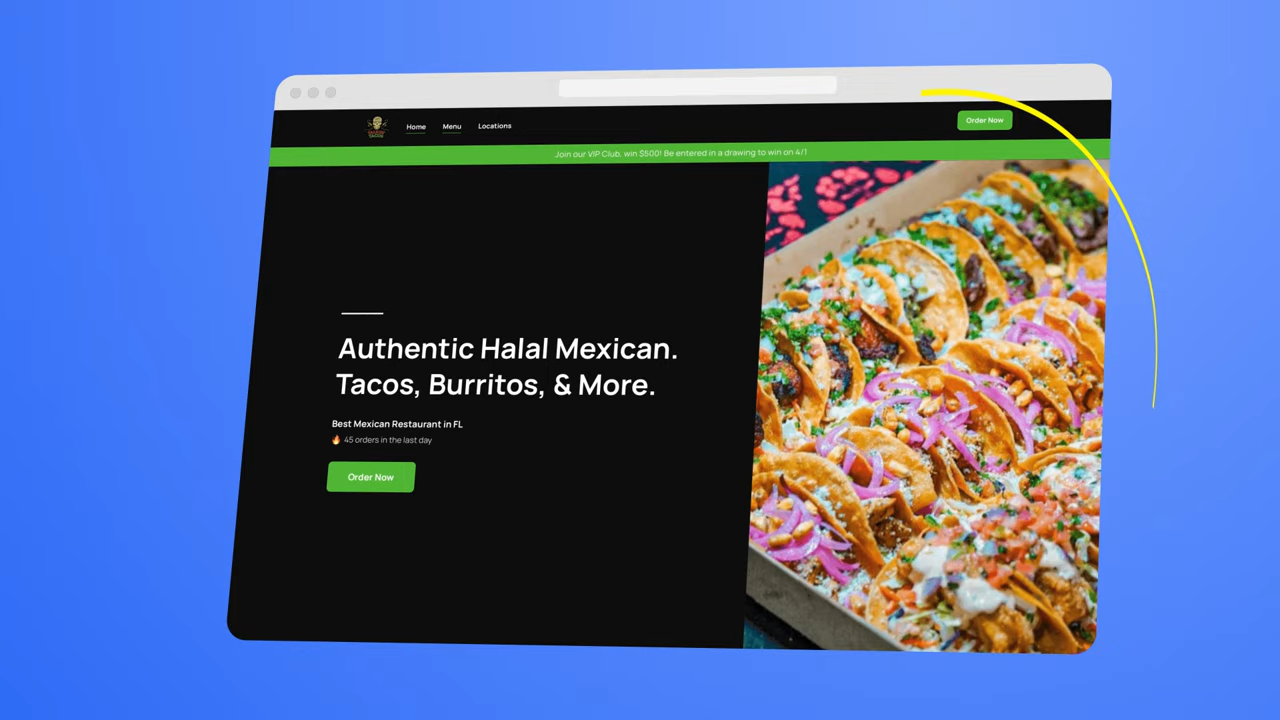 Home Menu Locations
Order Now
Join our VIP Club, win $500! Be entered in a drawing to win on 4/1
Authentic Halal Mexican.
Tacos, Burritos, & More.
Best Mexican Restaurant in FL
🔥 45 orders in the last day
Order Now